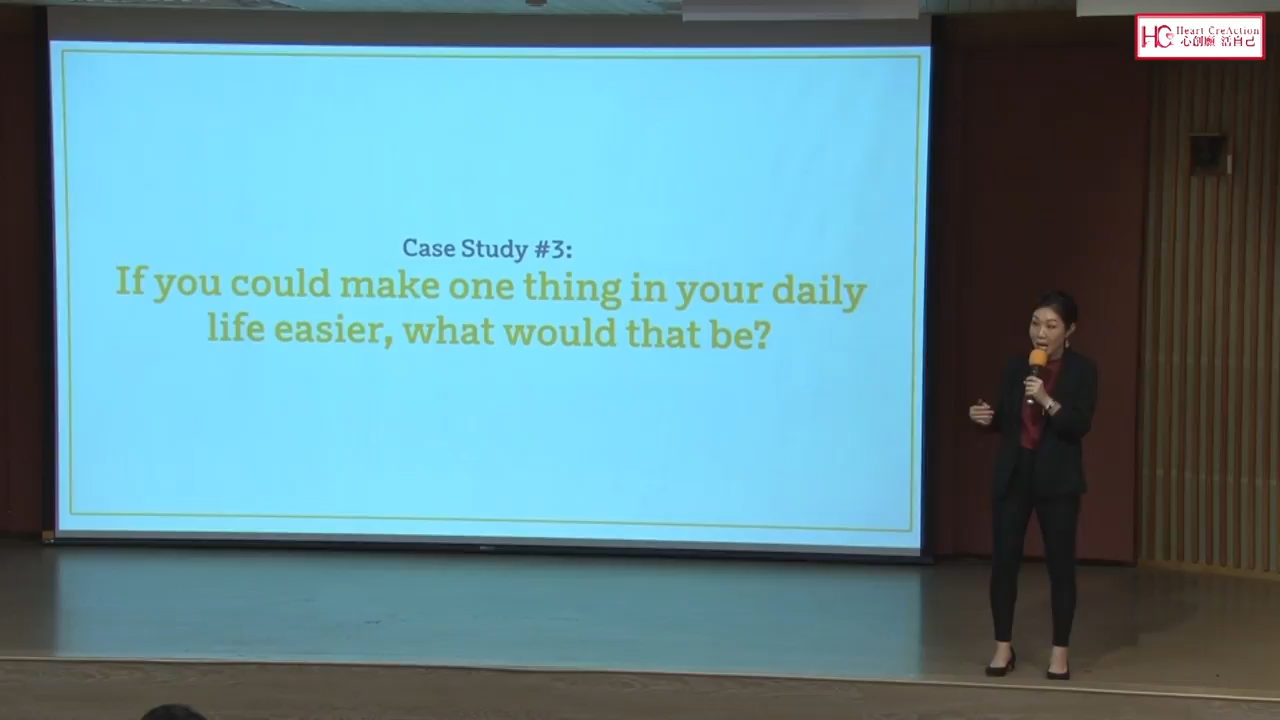 Heart CreAction
心創願 活自己
Case Study #3:
If you could make one thing in your daily
life easier, what would that be?